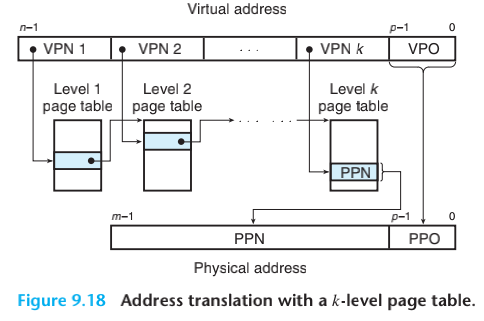 Virtual address
n–1 p–1 0
VPN 1 VPN 2 . . . VPN k VPO
Level 1 Level 2 Level k
page table page table page table
. . . . . .
PPN
m–1 p–1 0
PPN PPO
Physical address
Figure 9.18 Address translation with a k-level page table.